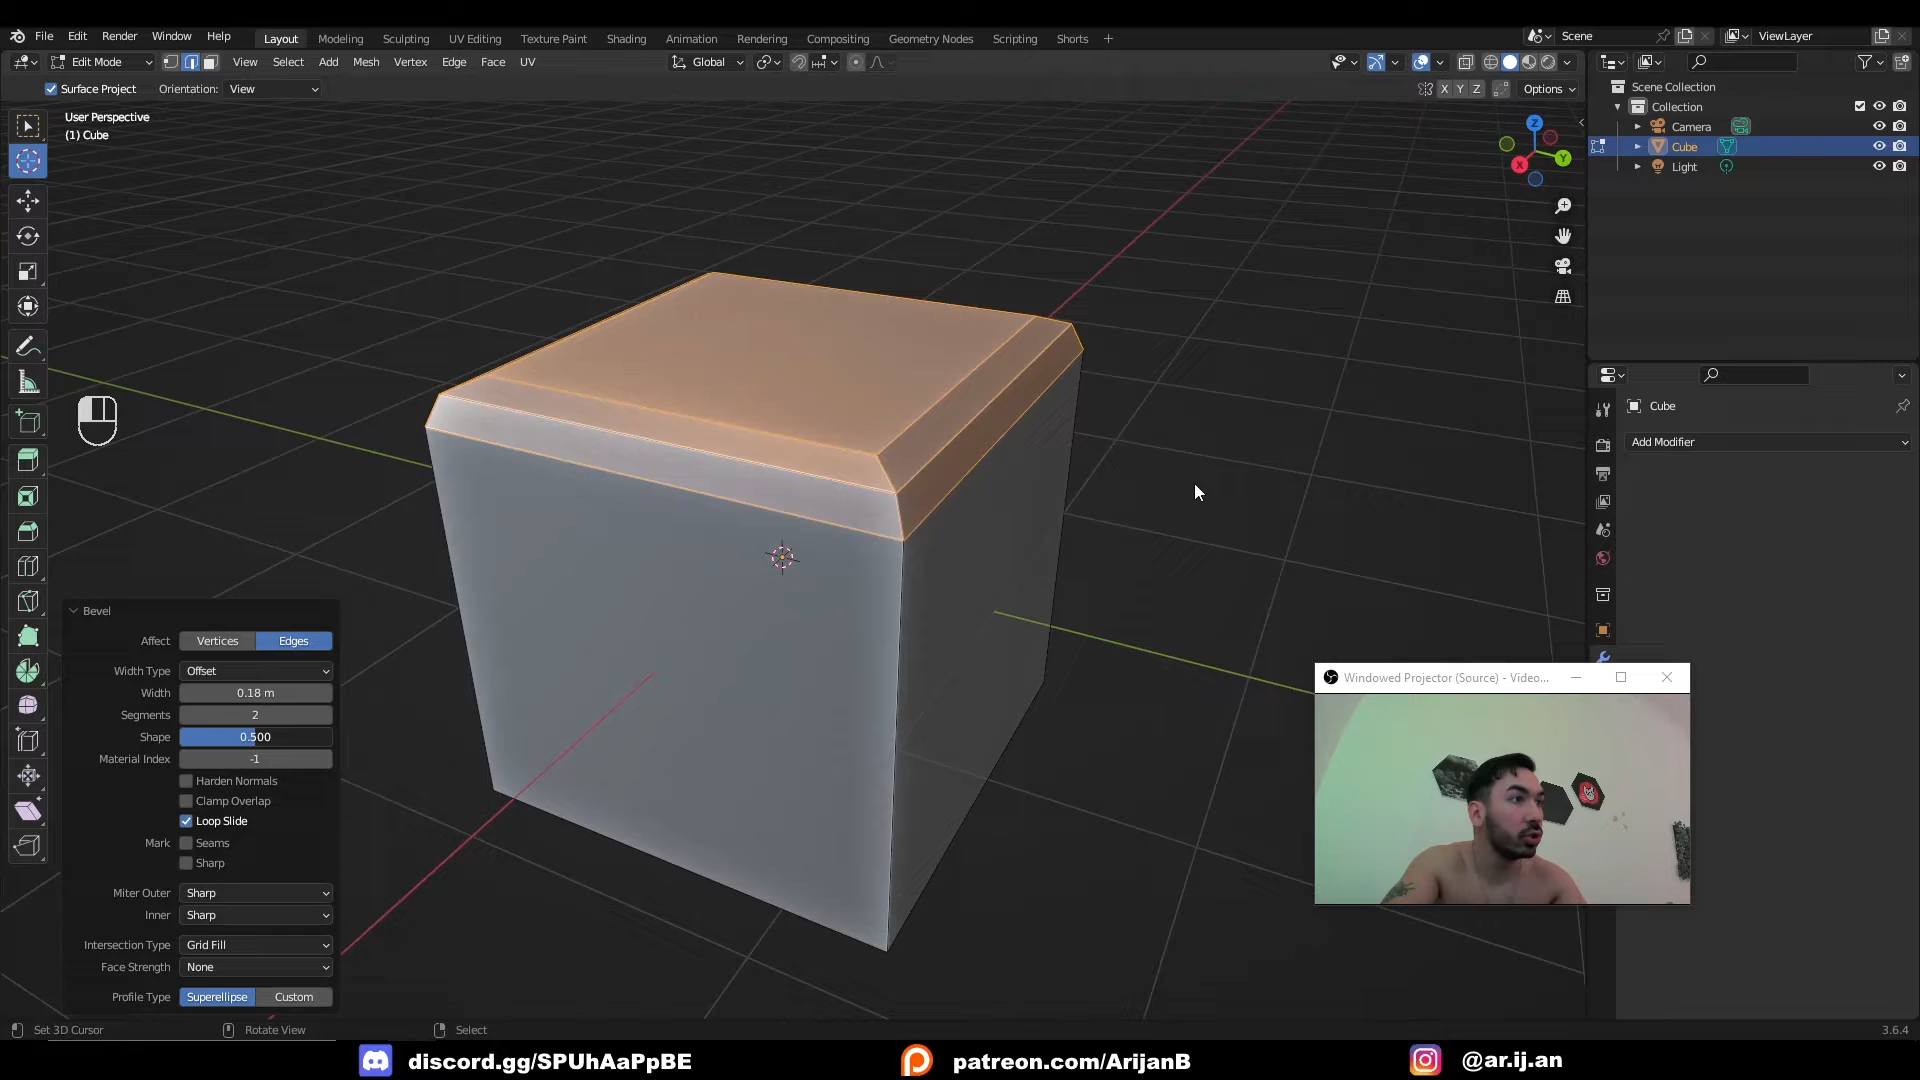 File Edit Render Window Help Layout Modeling Sculpting UV Editing Texture Paint Shading Animation Rendering Compositing Geometry Nodes Scripting Shorts + Scene ViewLayer
Edit Mode View Select Add Mesh Vertex Edge Face UV Global
Surface Project Orientation: View X Y Z Options
User Perspective
(1) Cube
Z
Y
X
Scene Collection
Collection
Camera
Cube
Light
Cube
Add Modifier
Bevel
Affect Vertices Edges
Width Type Offset
Width 0.18 m
Segments 2
Shape 0.500
Material Index -1
Harden Normals
Clamp Overlap
Loop Slide
Mark Seams
Sharp
Miter Outer Sharp
Inner Sharp
Intersection Type Grid Fill
Face Strength None
Profile Type Superellipse Custom
Windowed Projector (Source) - Video...
Set 3D Cursor Rotate View Select 3.6.4
discord.gg/SPUhAaPpBE patreon.com/ArijanB @ar.ij.an